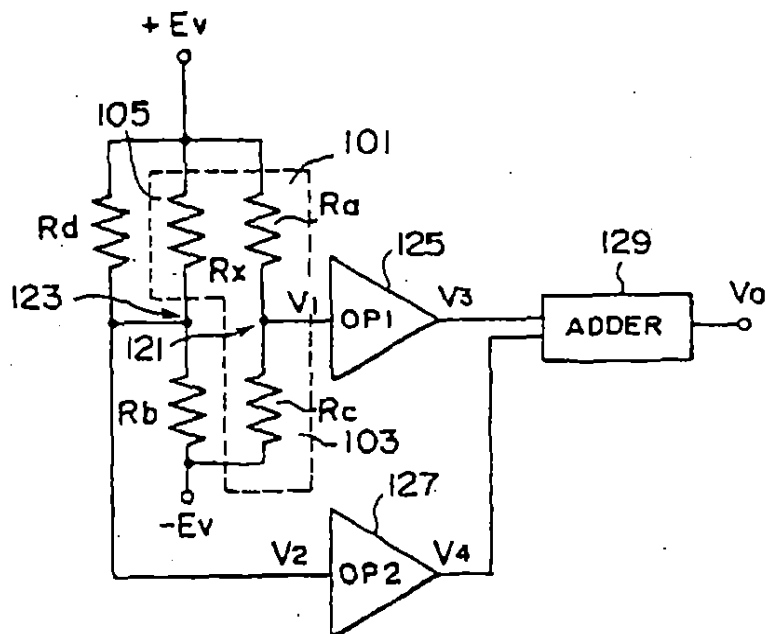 +Ev
105
101
Rd
Ra
Rx
125
129
123
121
V1
OP1
V3
ADDER
Vo
Rb
Rc
103
-Ev
127
V2
OP2
V4